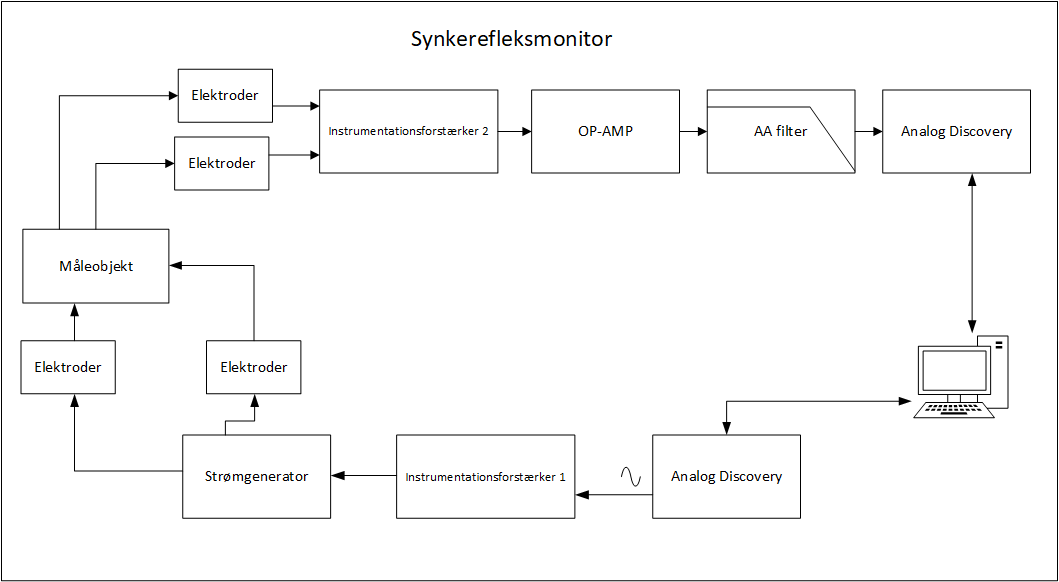 Synkerefleksmonitor
Elektroder
Elektroder
Instrumentationsforstærker 2
OP-AMP
AA filter
Analog Discovery
Måleobjekt
Elektroder
Elektroder
Strømgenerator
Instrumentationsforstærker 1
Analog Discovery